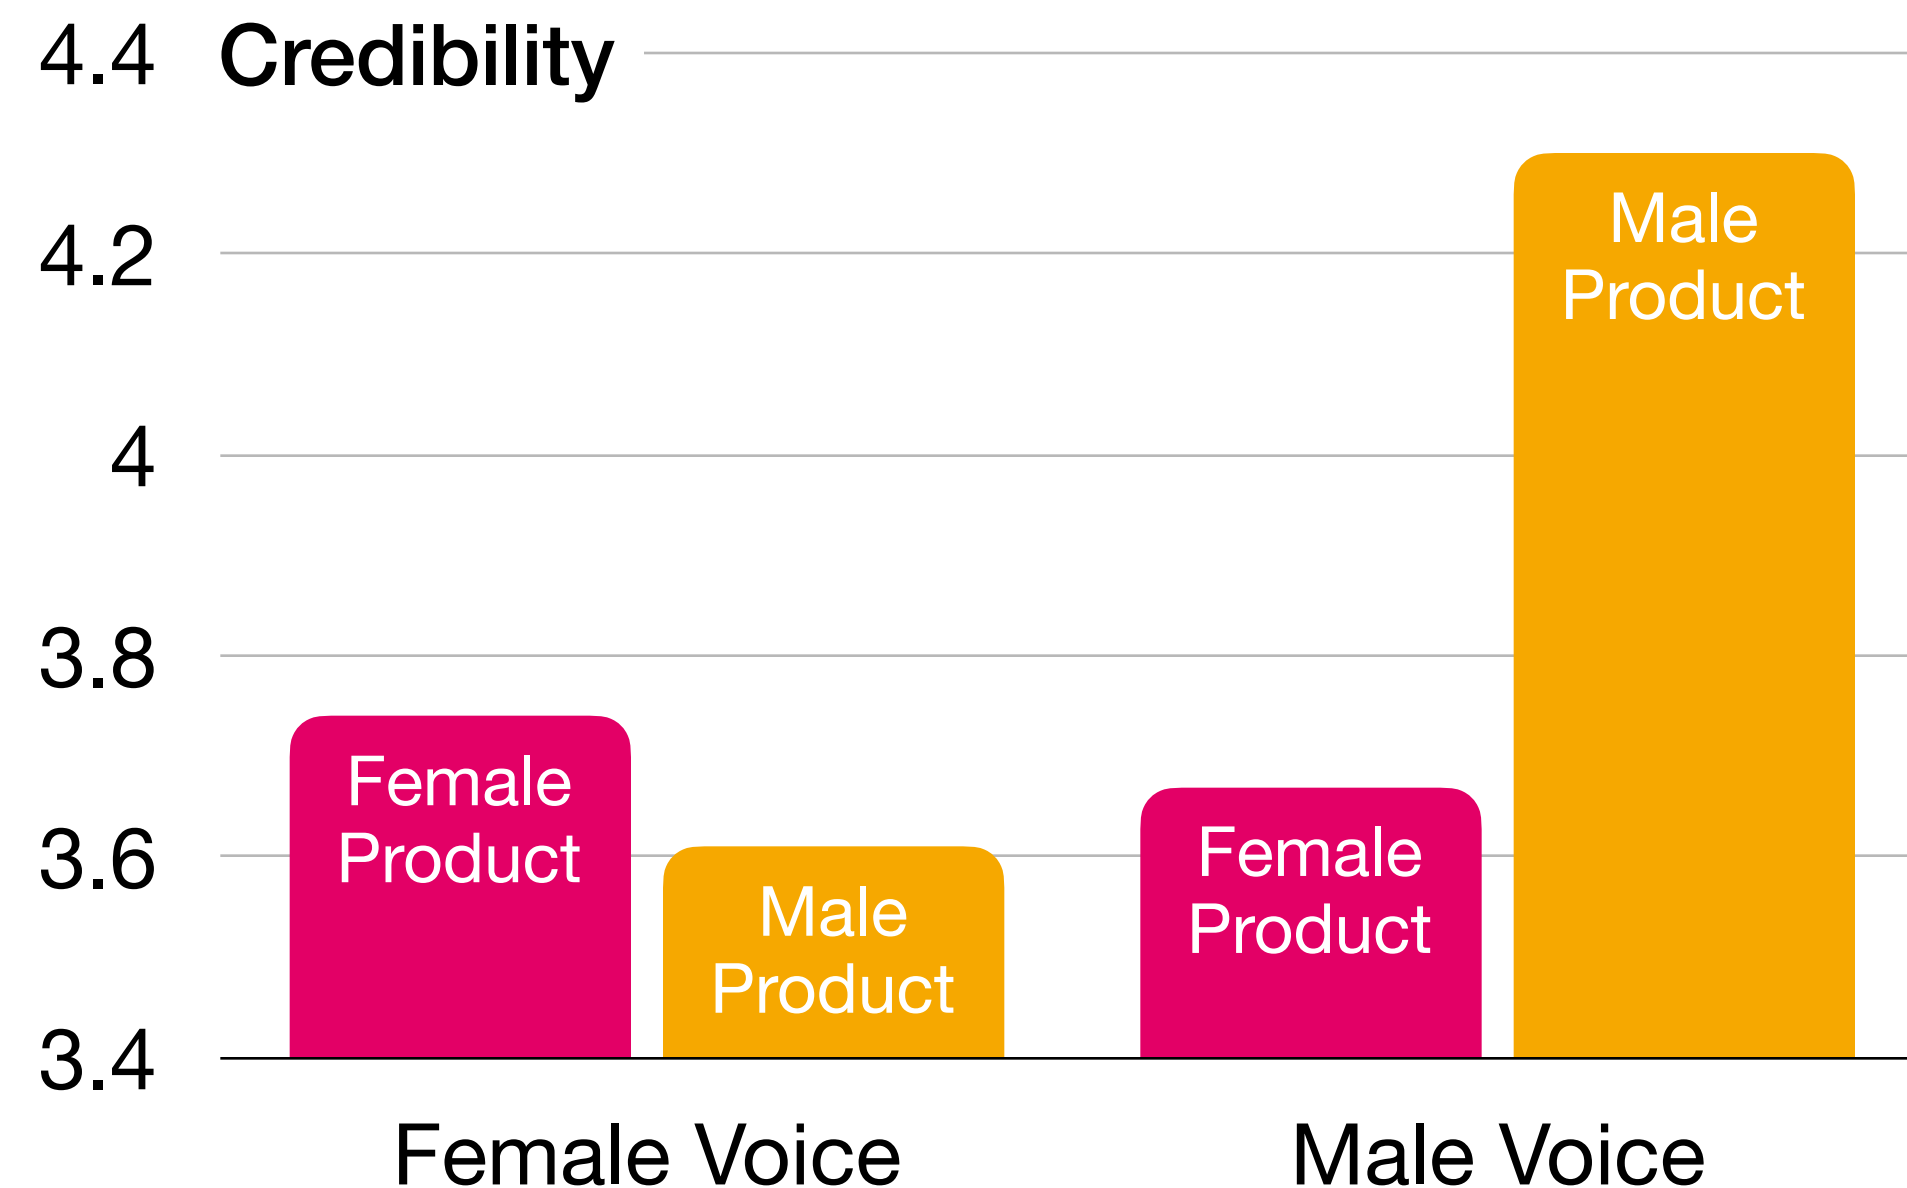 4.4 Credibility
4.2
4
3.8
3.6
3.4
Female
Product
Male
Product
Female
Product
Male
Product
Female Voice
Male Voice